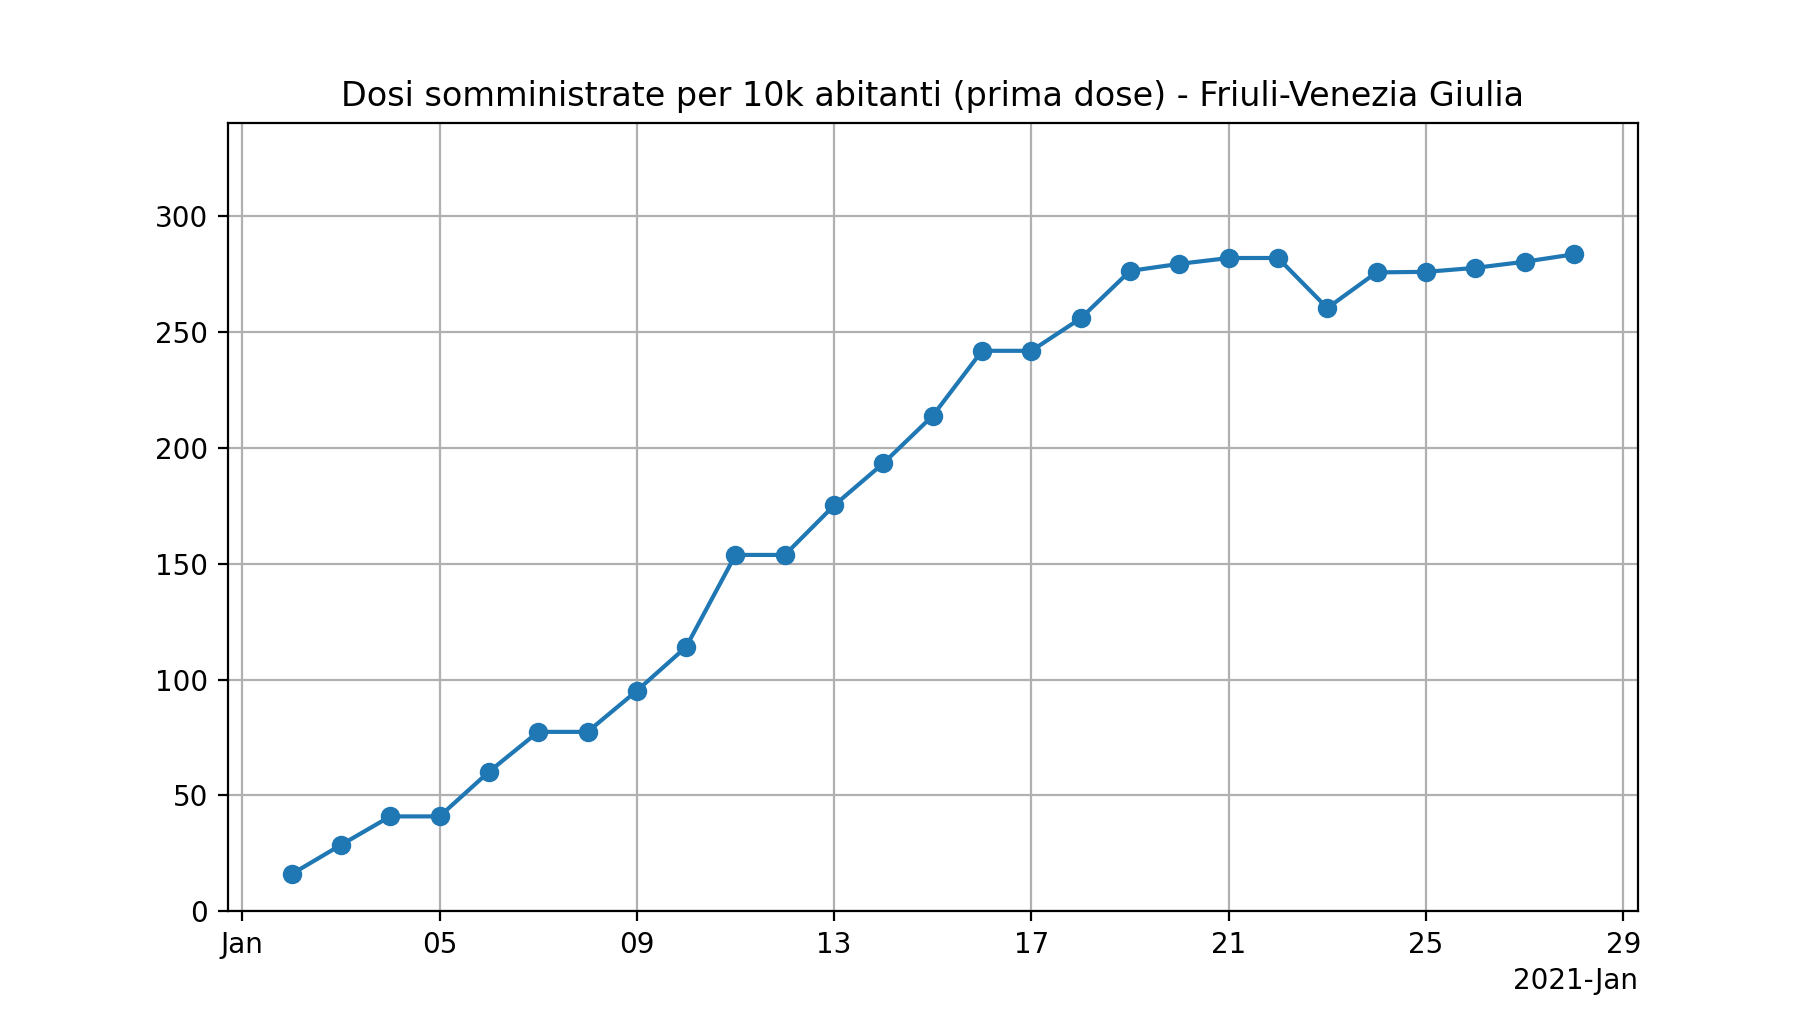 Dosi somministrate per 10k abitanti (prima dose) - Friuli-Venezia Giulia
300
250
200
150
100
50
0
Jan 05 09 13 17 21 25 29
2021-Jan